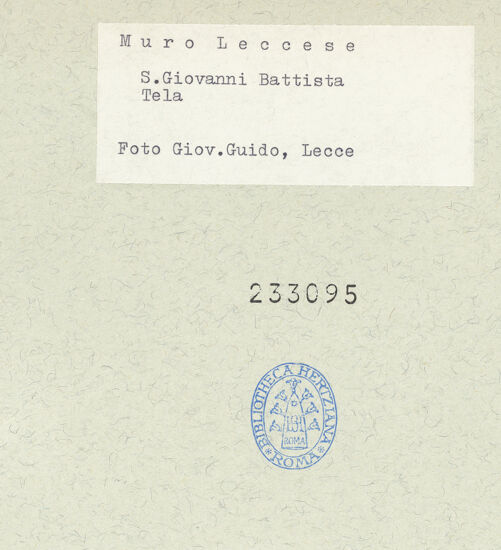 Muro Leccese
S.Giovanni Battista
Tela
Foto Giov.Guido, Lecce
233095
BIBLIOTHECA HERTZIANA
ROMA
ROMA